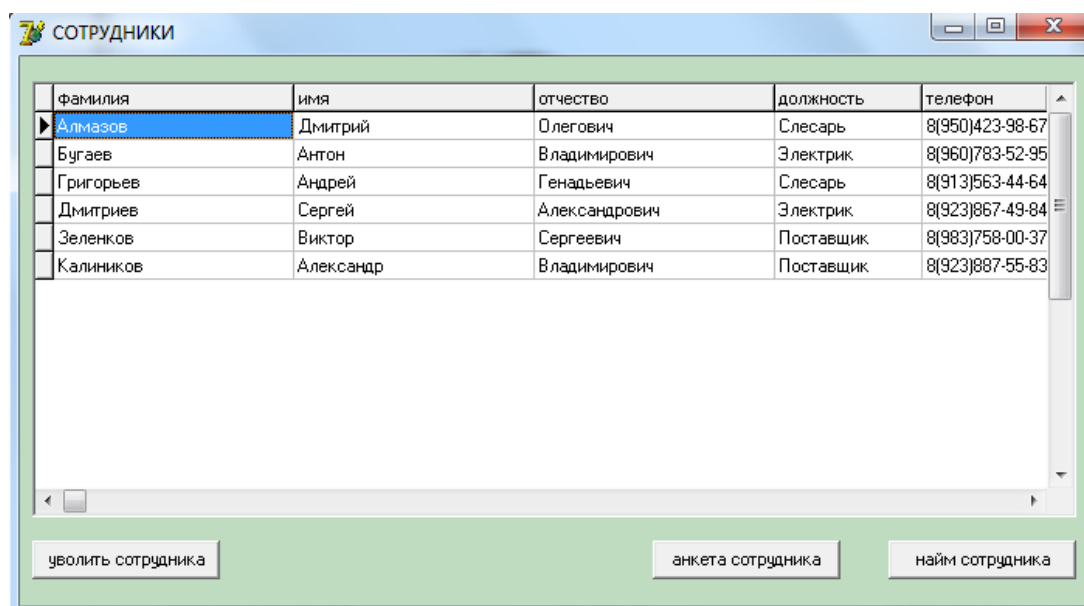 СОТРУДНИКИ
фамилия имя отчество должность телефон
Алмазов Дмитрий Олегович Слесарь 8(950)423-98-67
Бугаев Антон Владимирович Электрик 8(960)783-52-95
Григорьев Андрей Генадьевич Слесарь 8(913)563-44-64
Дмитриев Сергей Александрович Электрик 8(923)867-49-84
Зеленков Виктор Сергеевич Поставщик 8(983)758-00-37
Калиников Александр Владимирович Поставщик 8(923)887-55-83
уволить сотрудника анкета сотрудника найм сотрудника